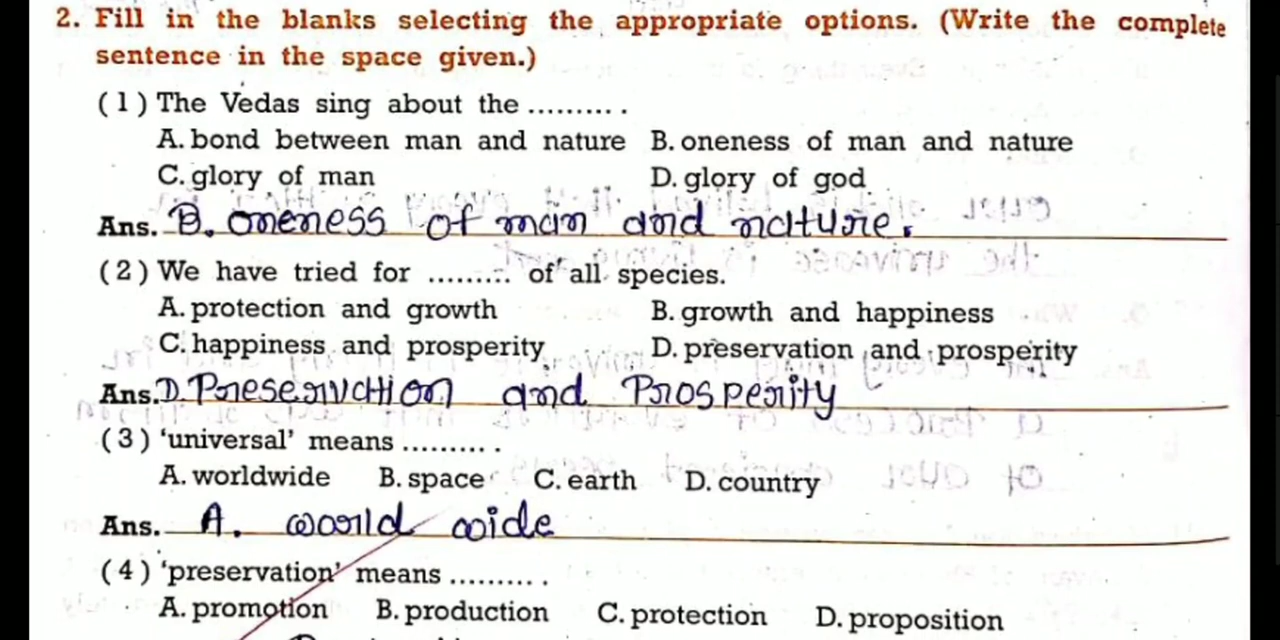 2. Fill in the blanks selecting the appropriate options. (Write the complete
sentence in the space given.)
(1) The Vedas sing about the ..........
A. bond between man and nature B. oneness of man and nature
C. glory of man D. glory of god
Ans. B. oneness of man and nature.
(2) We have tried for ......... of all species.
A. protection and growth B. growth and happiness
C. happiness and prosperity D. preservation and prosperity
Ans. D. Preservation and Prosperity
(3) 'universal' means ..........
A. worldwide B. space C. earth D. country
Ans. A. world wide
(4) 'preservation' means ..........
A. promotion B. production C. protection D. proposition